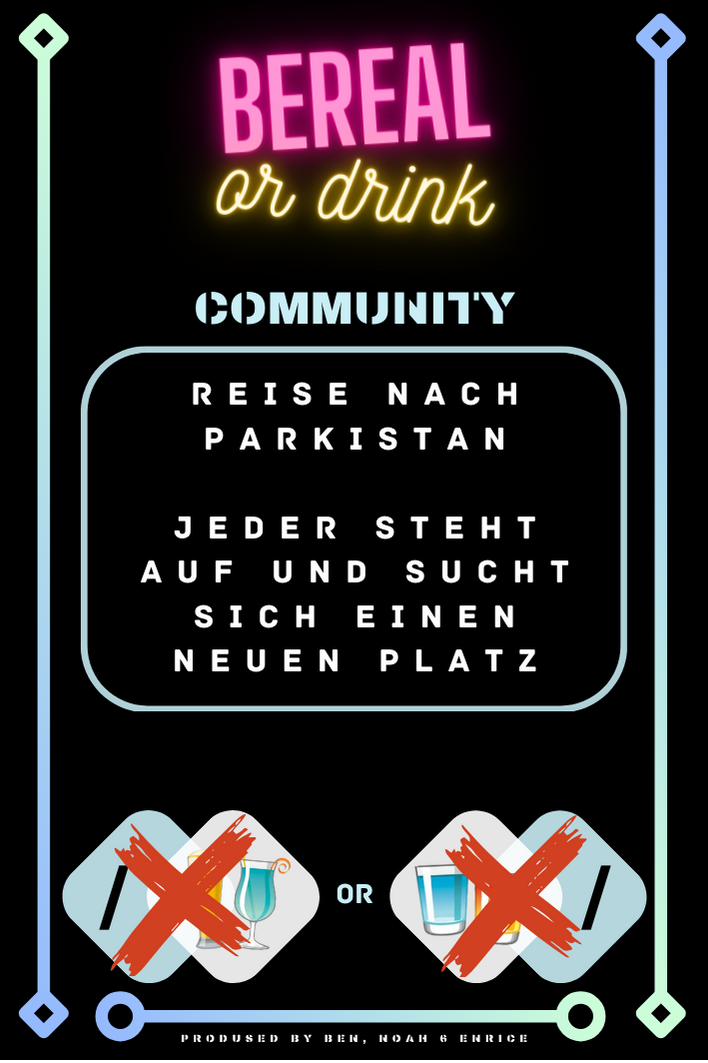 BEREAL
or drink
COMMUNITY
REISE NACH
PARKISTAN
JEDER STEHT
AUF UND SUCHT
SICH EINEN
NEUEN PLATZ
/ OR /
PRODUSED BY BEN, NOAH & ENRICE